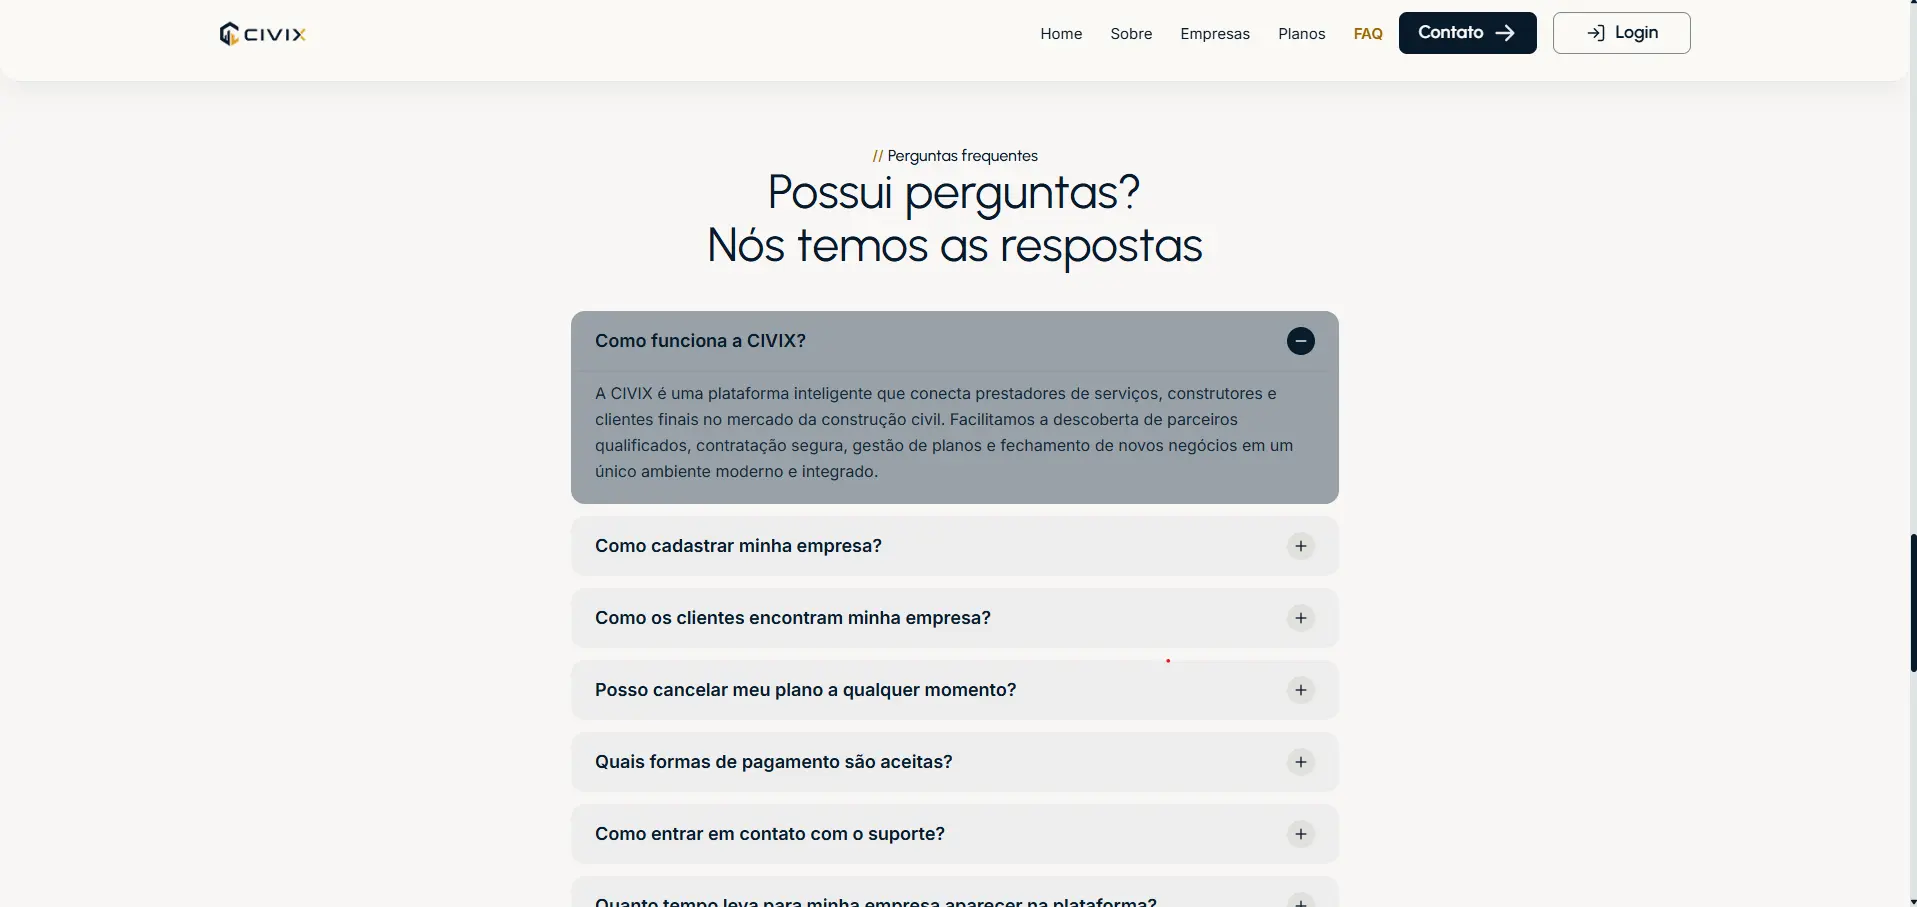 CIVIX
Home
Sobre
Empresas
Planos
FAQ
Contato
Login
// Perguntas frequentes
Possui perguntas?
Nós temos as respostas
Como funciona a CIVIX?
A CIVIX é uma plataforma inteligente que conecta prestadores de serviços, construtores e
clientes finais no mercado da construção civil. Facilitamos a descoberta de parceiros
qualificados, contratação segura, gestão de planos e fechamento de novos negócios em um
único ambiente moderno e integrado.
Como cadastrar minha empresa?
Como os clientes encontram minha empresa?
Posso cancelar meu plano a qualquer momento?
Quais formas de pagamento são aceitas?
Como entrar em contato com o suporte?
Quanto tempo leva para minha empresa aparecer na plataforma?